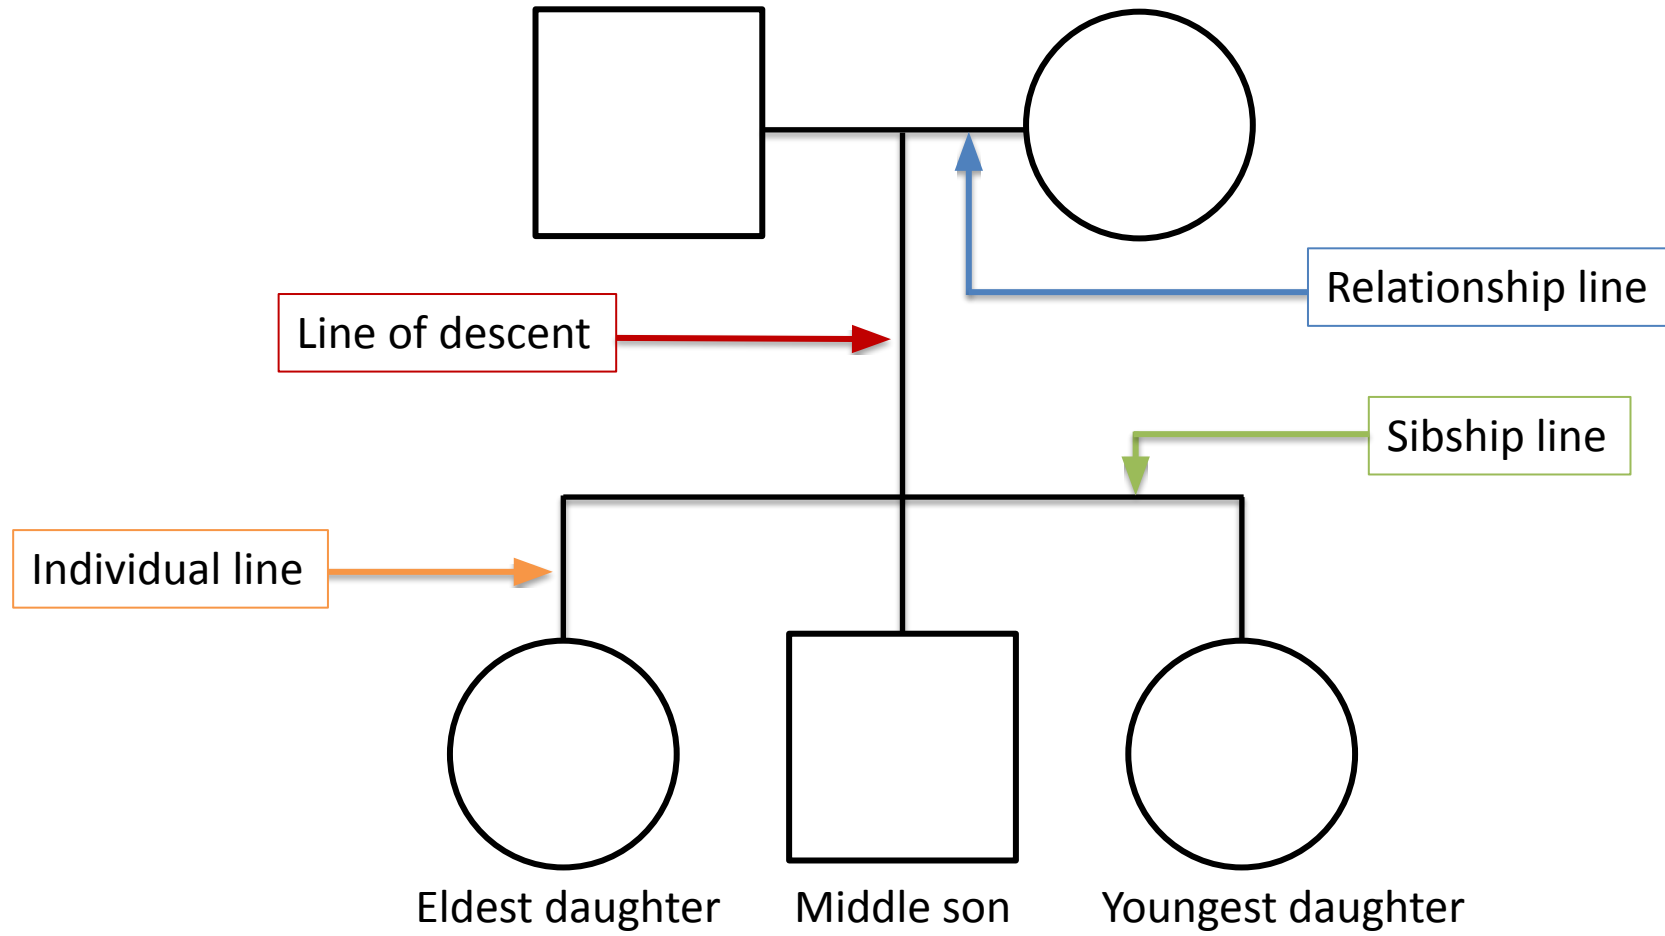 Relationship line
Line of descent
Sibship line
Individual line
Eldest daughter
Middle son
Youngest daughter